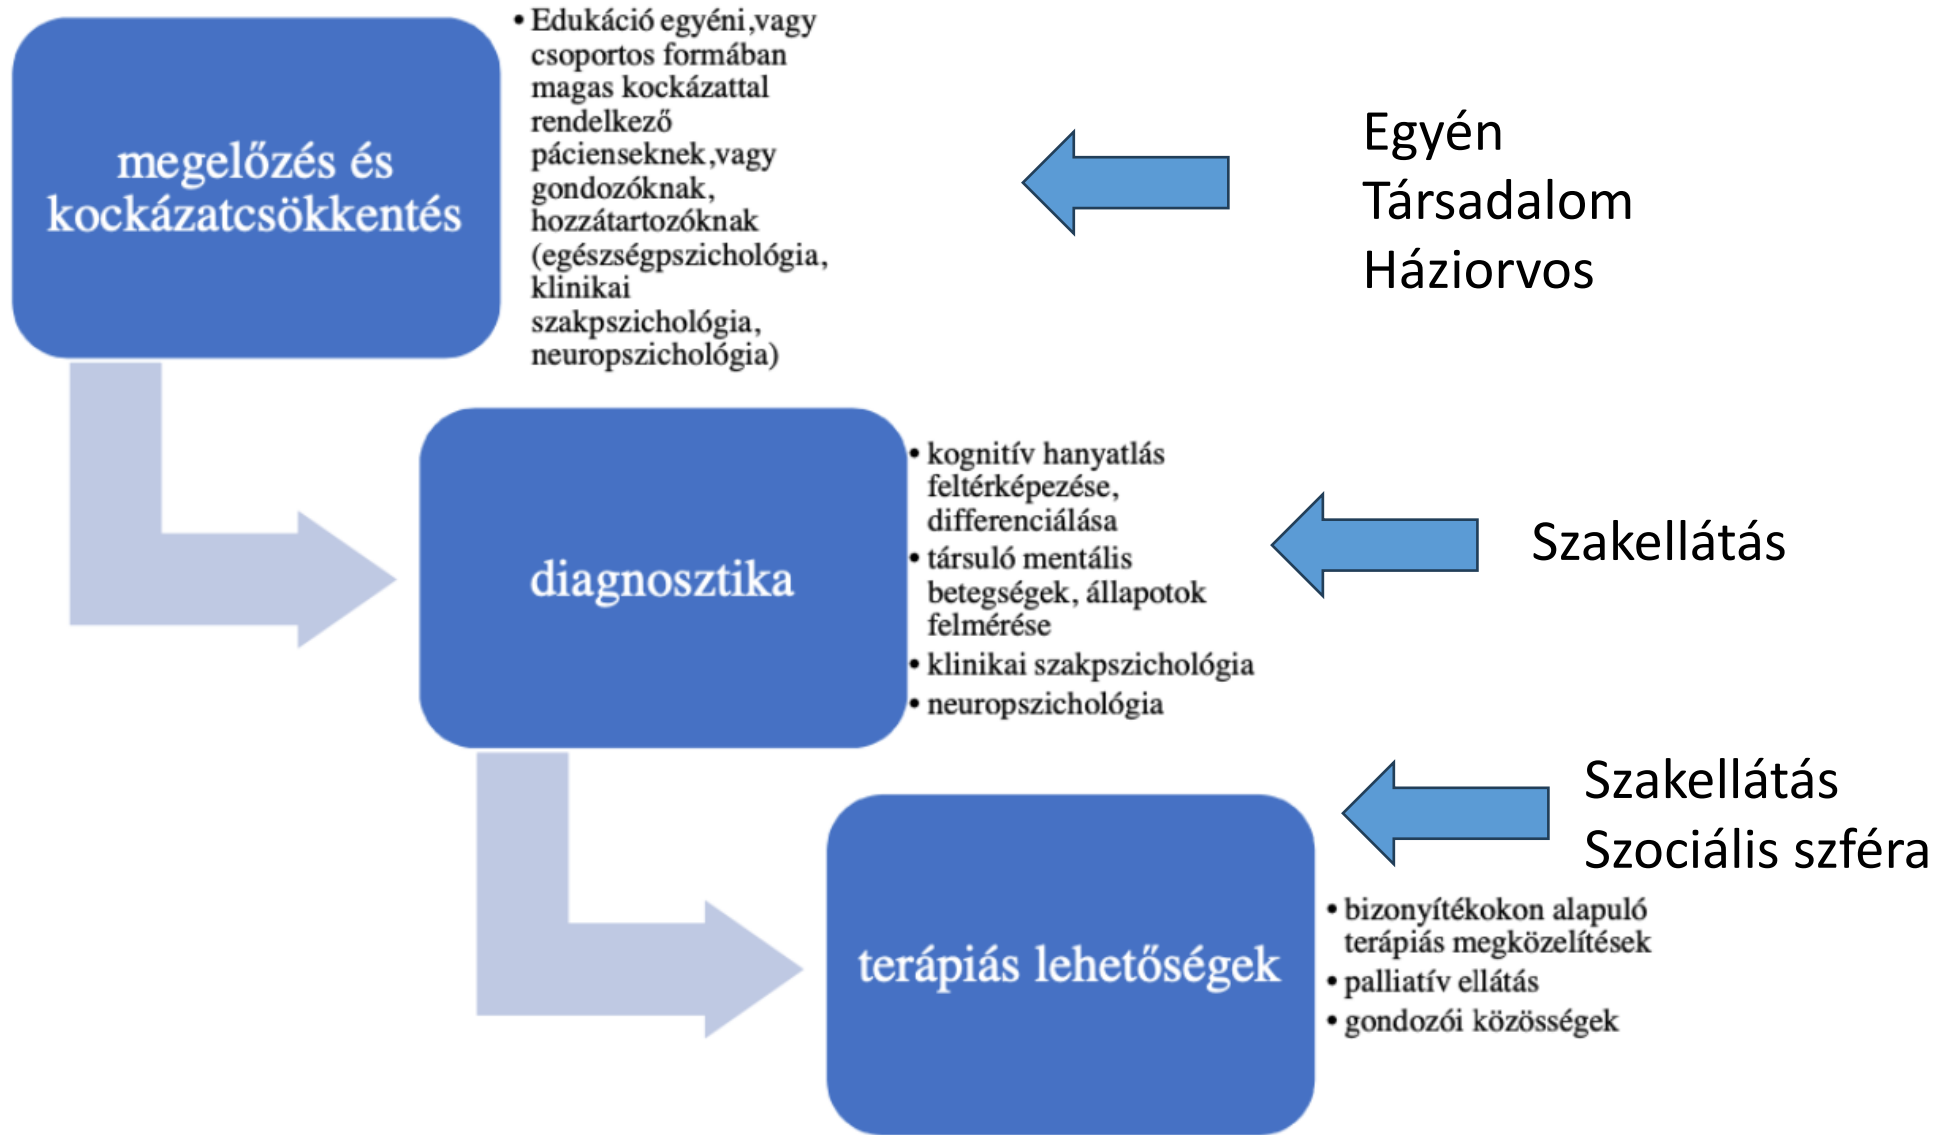 megelőzés és
kockázatcsökkentés
• Edukáció egyéni,vagy
csoportos formában
magas kockázattal
rendelkező
pácienseknek,vagy
gondozóknak,
hozzátartozóknak
(egészségpszichológia,
klinikai
szakpszichológia,
neuropszichológia)
Egyén
Társadalom
Háziorvos
diagnosztika
• kognitív hanyatlás
feltérképezése,
differenciálása
• társuló mentális
betegségek, állapotok
felmérése
• klinikai szakpszichológia
• neuropszichológia
Szakellátás
terápiás lehetőségek
Szakellátás
Szociális szféra
• bizonyítékokon alapuló
terápiás megközelítések
• palliatív ellátás
• gondozói közösségek